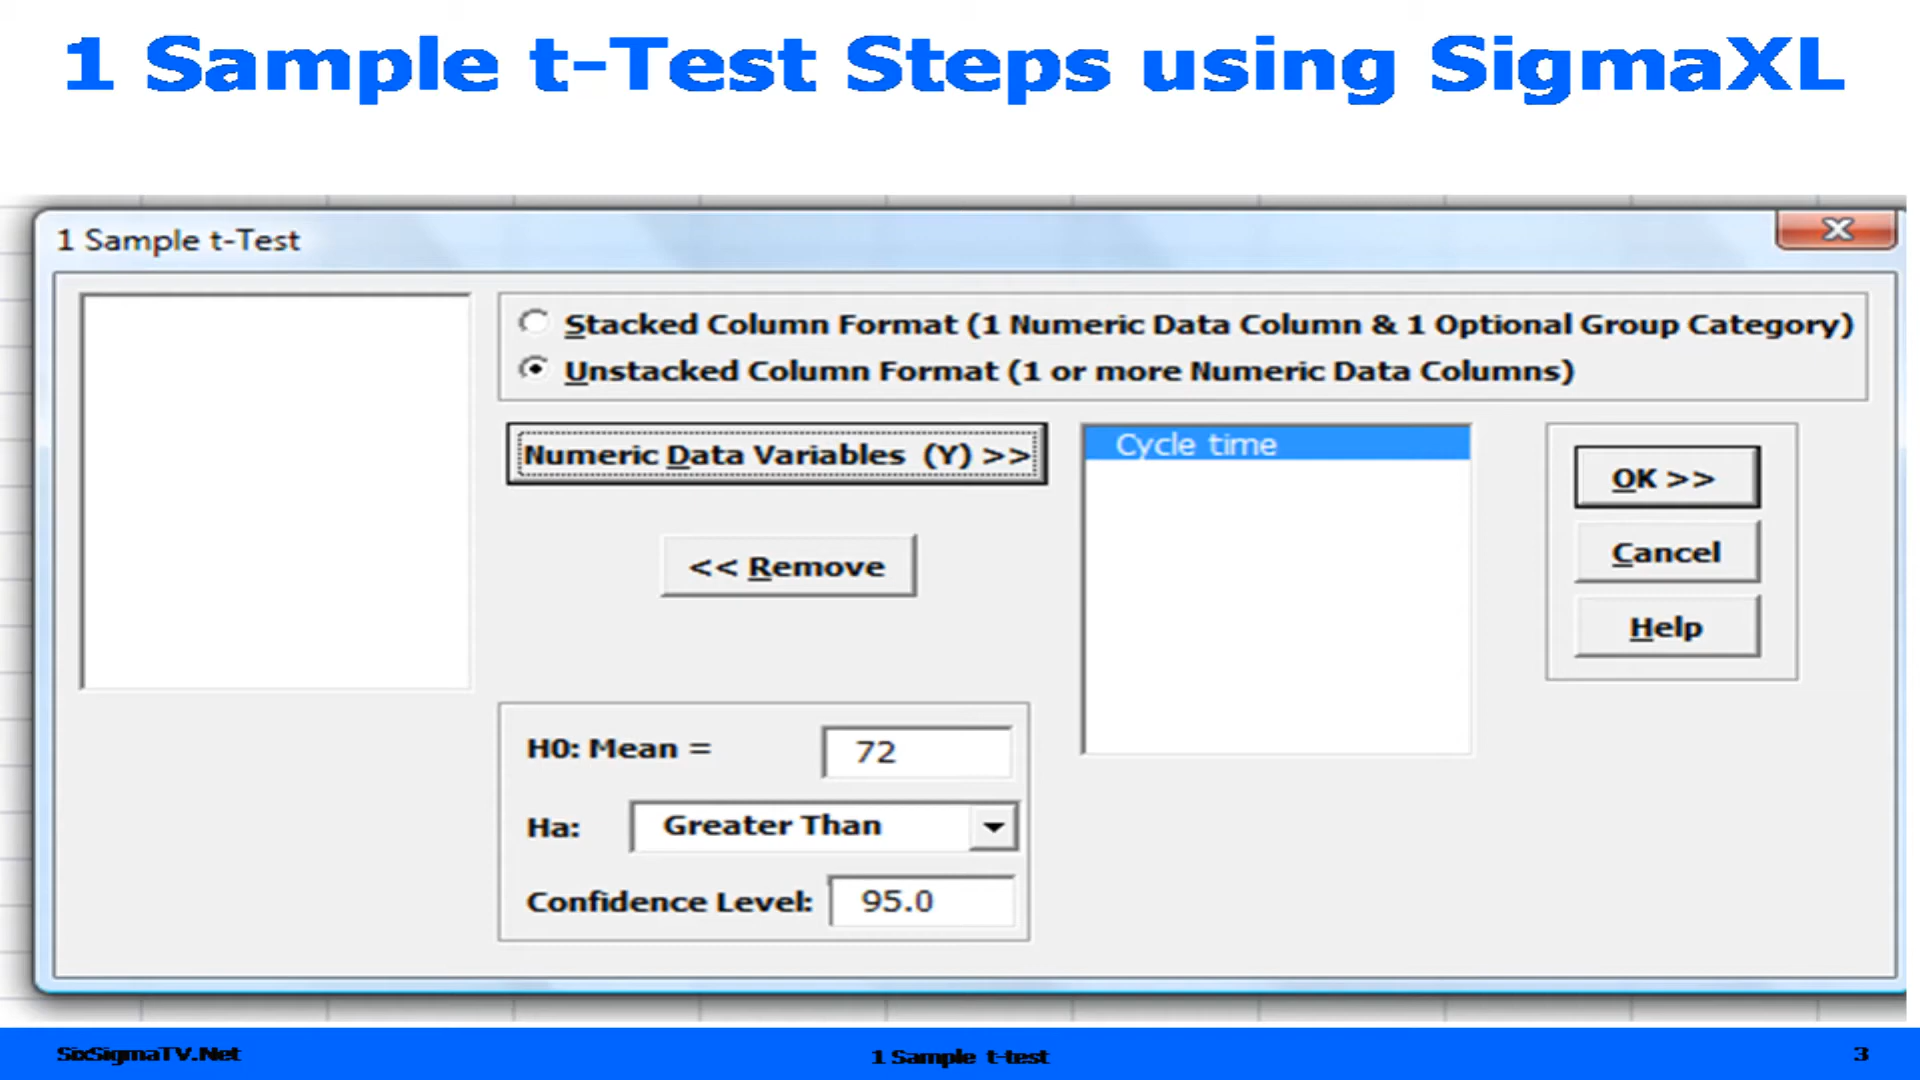 1 Sample t-Test Steps using SigmaXL
1 Sample t-Test
Stacked Column Format (1 Numeric Data Column & 1 Optional Group Category)
Unstacked Column Format (1 or more Numeric Data Columns)
Numeric Data Variables (Y) >>
Cycle time
OK >>
<< Remove
Cancel
Help
H0: Mean = 72
Ha: Greater Than
Confidence Level: 95.0
SixSigmaTV.Net
1 Sample t-test
3